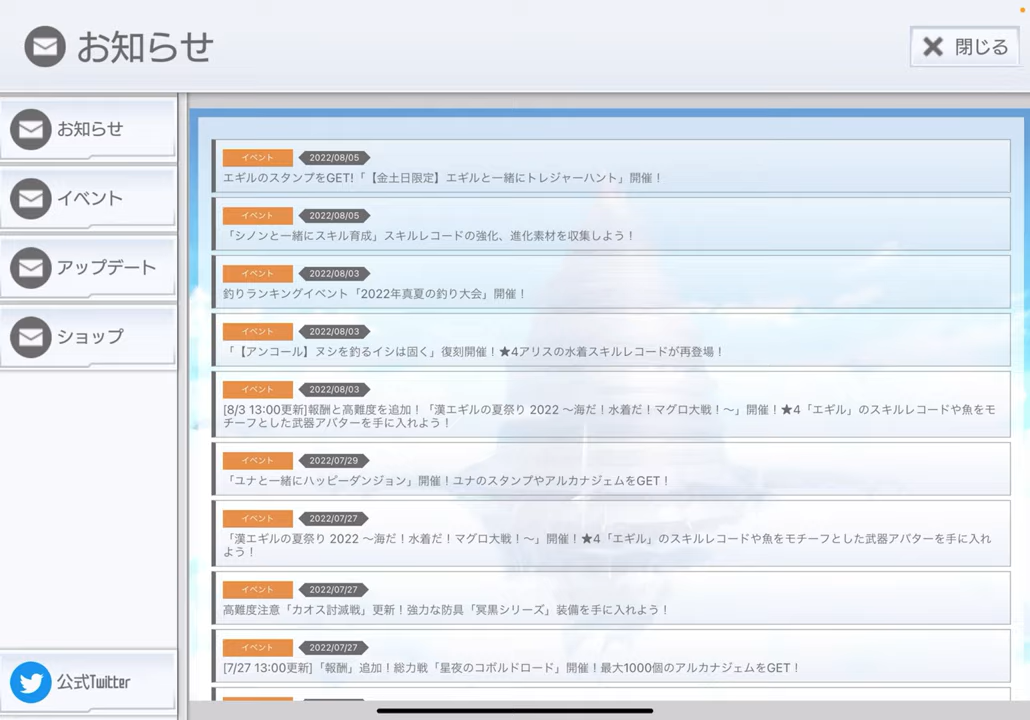 お知らせ
閉じる
お知らせ
イベント
アップデート
ショップ
公式Twitter
イベント 2022/08/05
エギルのスタンプをGET!「【金土日限定】エギルと一緒にトレジャーハント」開催！
イベント 2022/08/05
「シノンと一緒にスキル育成」スキルレコードの強化、進化素材を収集しよう！
イベント 2022/08/03
釣りランキングイベント「2022年真夏の釣り大会」開催！
イベント 2022/08/03
「【アンコール】ヌシを釣るイシは固く」復刻開催！★4アリスの水着スキルレコードが再登場！
イベント 2022/08/03
[8/3 13:00更新]報酬と高難度を追加！「漢エギルの夏祭り 2022 〜海だ！水着だ！マグロ大戦！〜」開催！★4「エギル」のスキルレコードや魚をモ
チーフとした武器アバターを手に入れよう！
イベント 2022/07/29
「ユナと一緒にハッピーダンジョン」開催！ユナのスタンプやアルカナジェムをGET！
イベント 2022/07/27
「漢エギルの夏祭り 2022 〜海だ！水着だ！マグロ大戦！〜」開催！★4「エギル」のスキルレコードや魚をモチーフとした武器アバターを手に入れ
よう！
イベント 2022/07/27
高難度注意「カオス討滅戦」更新！強力な防具「冥黒シリーズ」装備を手に入れよう！
イベント 2022/07/27
[7/27 13:00更新]「報酬」追加！総力戦「星夜のコボルドロード」開催！最大1000個のアルカナジェムをGET！